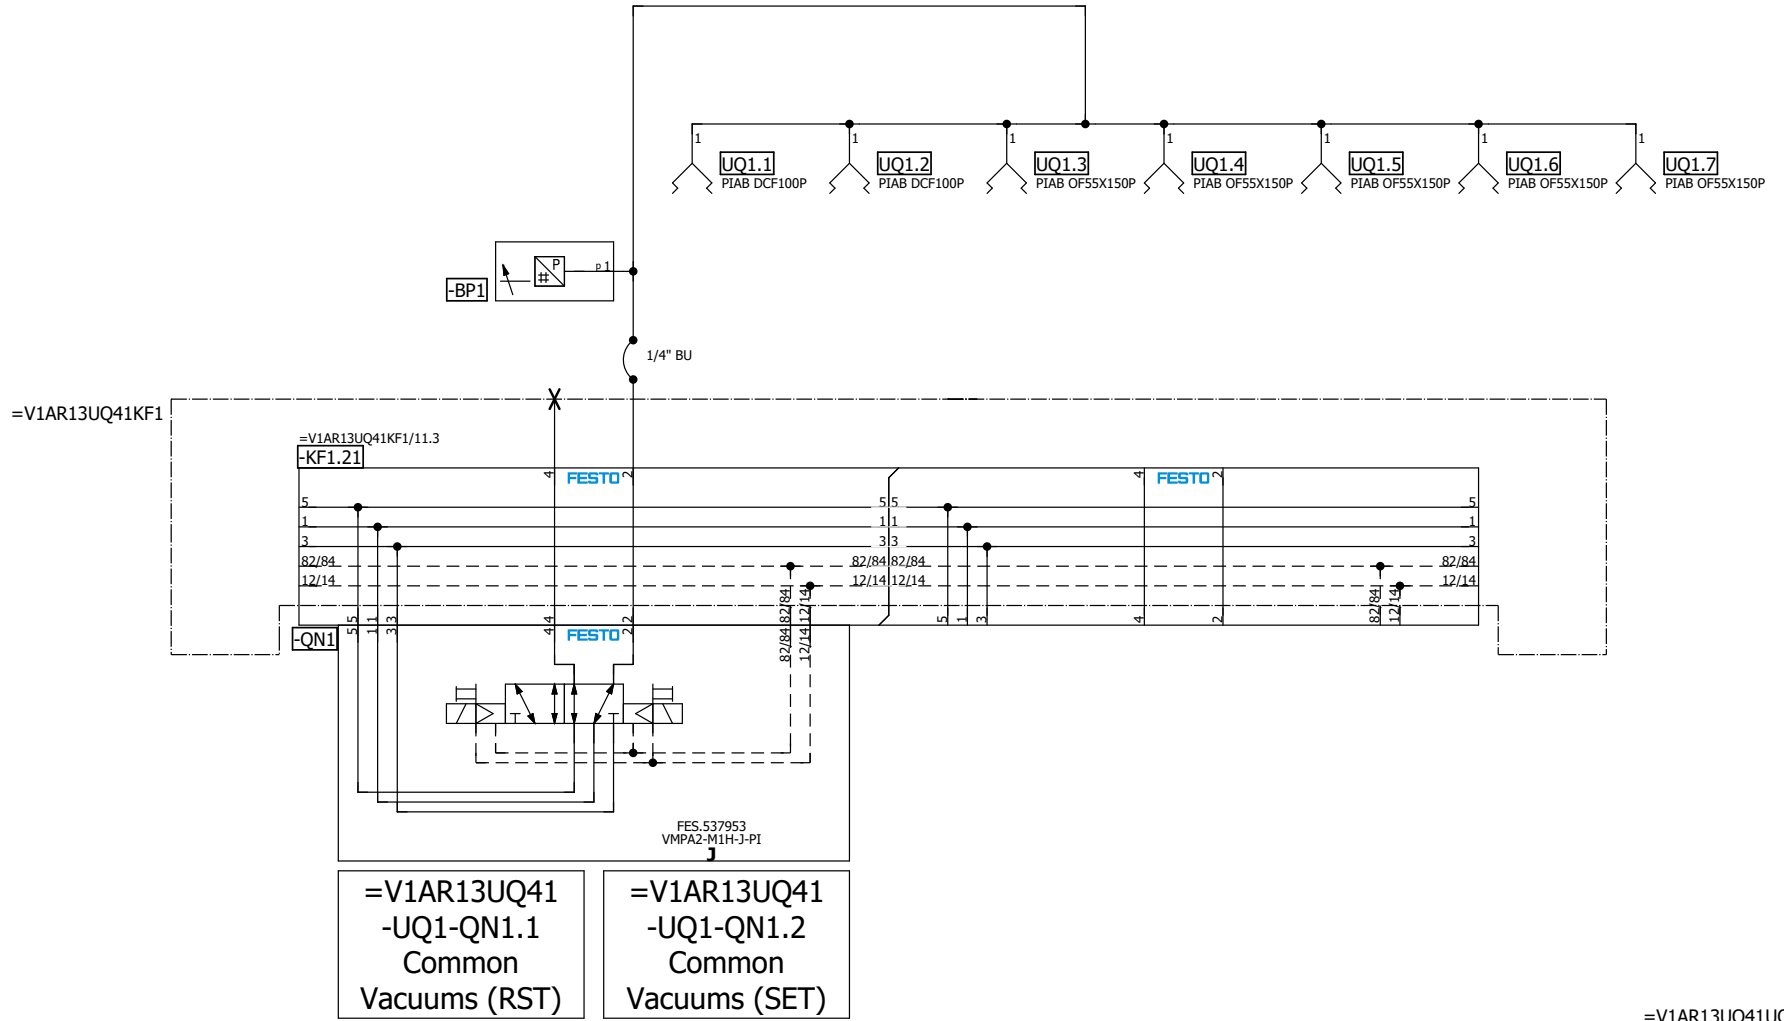 1 1 1 1 1 1 1
UQ1.1 UQ1.2 UQ1.3 UQ1.4 UQ1.5 UQ1.6 UQ1.7
PIAB DCF100P PIAB DCF100P PIAB OF55X150P PIAB OF55X150P PIAB OF55X150P PIAB OF55X150P PIAB OF55X150P
P
#
p 1
-BP1
1/4" BU
=V1AR13UQ41KF1
=V1AR13UQ41KF1/11.3
-KF1.21
4 FESTO 2 4 FESTO 2
5 5 5 5
1 1 1 1
3 3 3 3
82/84 82/84 82/84 82/84
12/14 12/14 12/14 12/14
5 1 3 4 2 82/84 12/14 5 1 3 4 2 82/84 12/14
-QN1
5 1 3 4 FESTO 2 82/84 12/14
FES.537953
VMPA2-M1H-J-PI
J
=V1AR13UQ41
-UQ1-QN1.1
Common
Vacuums (RST)
=V1AR13UQ41
-UQ1-QN1.2
Common
Vacuums (SET)
=V1AR13UQ41UQ